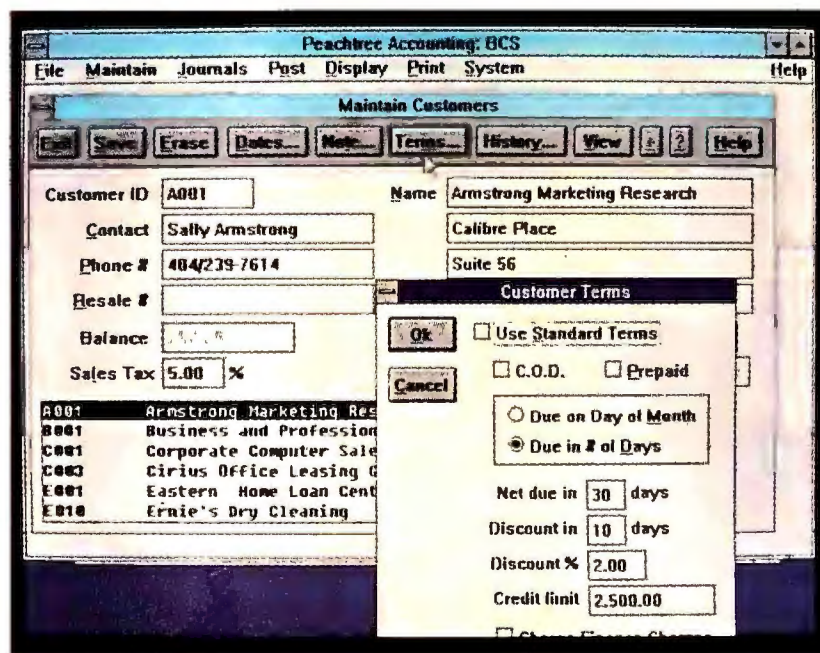 Peachtree Accounting: BCS
File Maintain Journals Post Display Print System Help
Maintain Customers
Exit Save Erase Dates... Note... Terms... History... View ± ? Help
Customer ID A001 Name Armstrong Marketing Research
Contact Sally Armstrong Calibre Place
Phone # 404/239-7614 Suite 56
Resale #
Balance
Sales Tax 5.00 %
A001 Armstrong Marketing Res
B001 Business and Profession
C001 Corporate Computer Sale
C003 Cirius Office Leasing
E001 Eastern Home Loan Cent
E010 Ernie's Dry Cleaning
Customer Terms
Ok Use Standard Terms
Cancel C.O.D. Prepaid
Due on Day of Month
Due in # of Days
Net due in 30 days
Discount in 10 days
Discount % 2.00
Credit limit 2,500.00
Charge Finance Charges